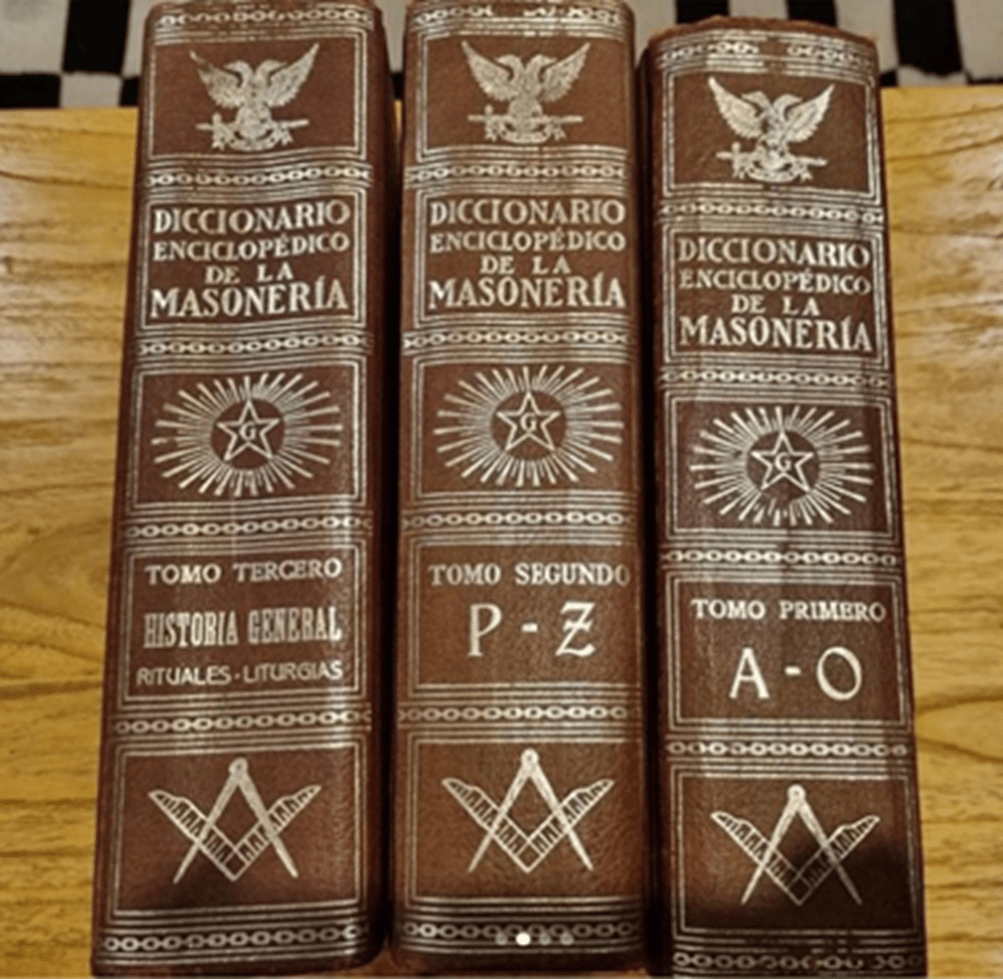 DICCIONARIO
ENCICLOPÉDICO
DE LA
MASONERÍA
G
TOMO TERCERO
HISTORIA GENERAL
RITUALES-LITURGIAS
DICCIONARIO
ENCICLOPÉDICO
DE LA
MASONERÍA
G
TOMO SEGUNDO
P-Z
DICCIONARIO
ENCICLOPÉDICO
DE LA
MASONERÍA
G
TOMO PRIMERO
A-O